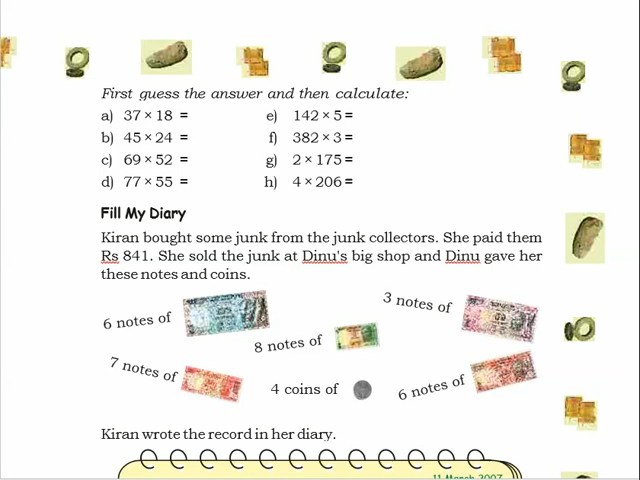 First guess the answer and then calculate:
a) 37 × 18 =
b) 45 × 24 =
c) 69 × 52 =
d) 77 × 55 =
e) 142 × 5 =
f) 382 × 3 =
g) 2 × 175 =
h) 4 × 206 =
Fill My Diary
Kiran bought some junk from the junk collectors. She paid them
Rs 841. She sold the junk at Dinu's big shop and Dinu gave her
these notes and coins.
6 notes of
3 notes of
8 notes of
7 notes of
4 coins of
6 notes of
Kiran wrote the record in her diary.
11 March 2007